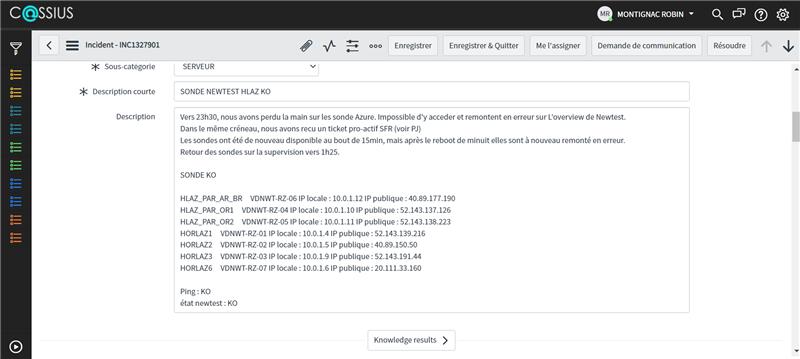 C@SSIUS
MR MONTIGNAC ROBIN
Incident - INC1327901
Enregistrer
Enregistrer & Quitter
Me l'assigner
Demande de communication
Résoudre
Sous-catégorie
SERVEUR
Description courte
SONDE NEWTEST HLAZ KO
Description
Vers 23h30, nous avons perdu la main sur les sonde Azure. Impossible d'y acceder et remontent en erreur sur L'overview de Newtest.
Dans le même créneau, nous avons recu un ticket pro-actif SFR (voir PJ)
Les sondes ont été de nouveau disponible au bout de 15min, mais après le reboot de minuit elles sont à nouveau remonté en erreur.
Retour des sondes sur la supervision vers 1h25.
SONDE KO
HLAZ_PAR_AR_BR VDNWT-RZ-06 IP locale : 10.0.1.12 IP publique : 40.89.177.190
HLAZ_PAR_OR1 VDNWT-RZ-04 IP locale : 10.0.1.10 IP publique : 52.143.137.126
HLAZ_PAR_OR2 VDNWT-RZ-05 IP locale : 10.0.1.11 IP publique : 52.143.138.223
HORLAZ1 VDNWT-RZ-01 IP locale : 10.0.1.4 IP publique : 52.143.139.216
HORLAZ2 VDNWT-RZ-02 IP locale : 10.0.1.5 IP publique : 40.89.150.50
HORLAZ3 VDNWT-RZ-03 IP locale : 10.0.1.9 IP publique : 52.143.191.44
HORLAZ6 VDNWT-RZ-07 IP locale : 10.0.1.6 IP publique : 20.111.33.160
Ping : KO
état newtest : KO
Knowledge results